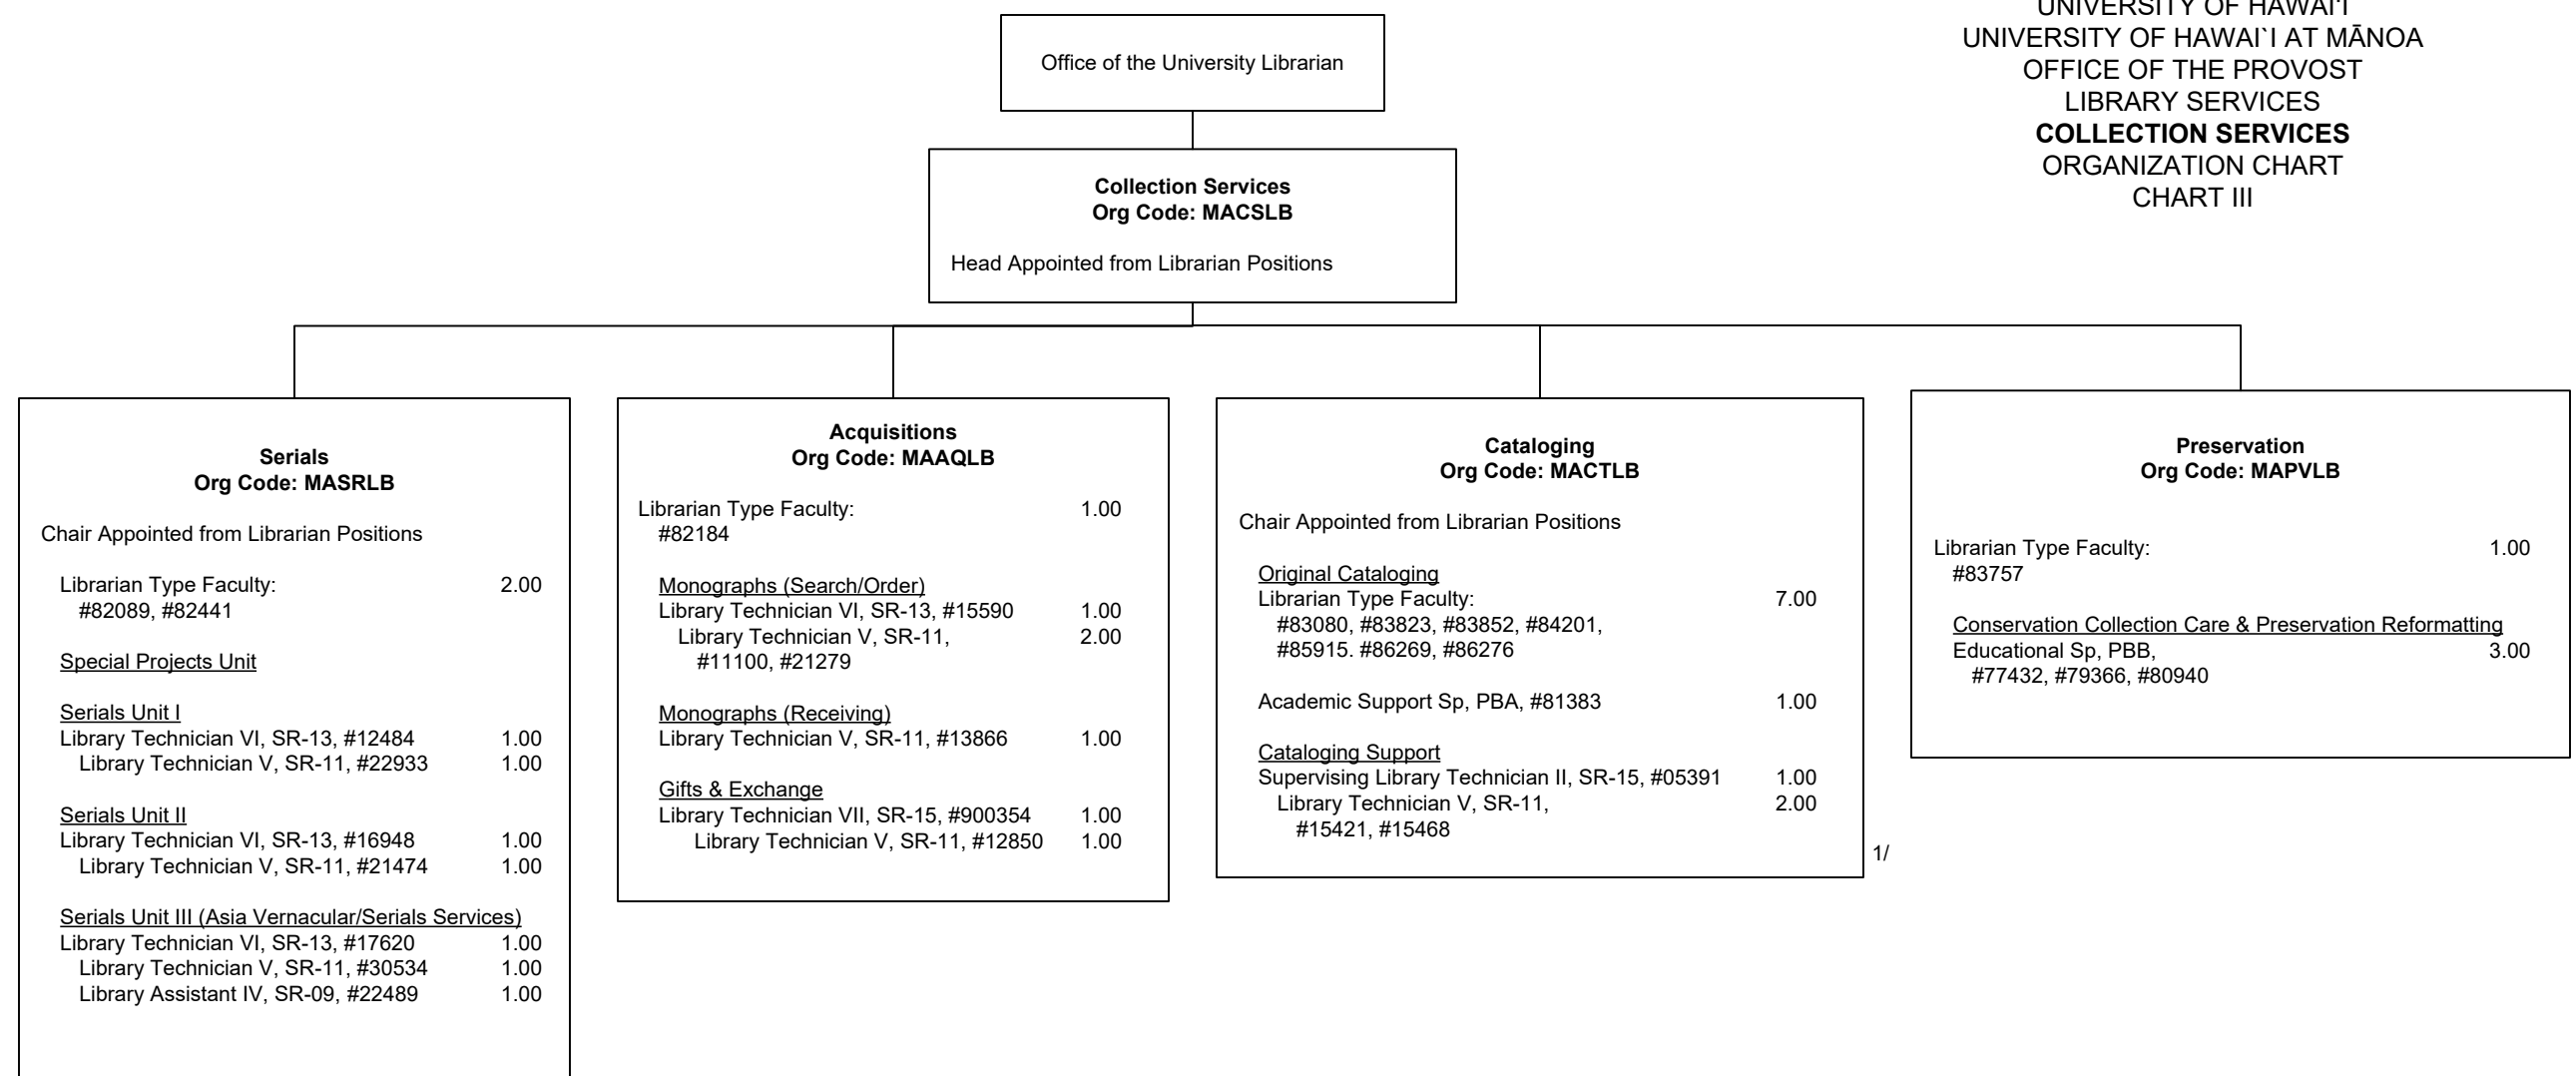 UNIVERSITY OF HAWAI'I
UNIVERSITY OF HAWAI`I AT MĀNOA
OFFICE OF THE PROVOST
LIBRARY SERVICES
COLLECTION SERVICES
ORGANIZATION CHART
CHART III
Office of the University Librarian
Collection Services
Org Code: MACSLB
Head Appointed from Librarian Positions
Serials
Org Code: MASRLB
Chair Appointed from Librarian Positions
Librarian Type Faculty: 2.00
#82089, #82441
Special Projects Unit
Serials Unit I
Library Technician VI, SR-13, #12484 1.00
Library Technician V, SR-11, #22933 1.00
Serials Unit II
Library Technician VI, SR-13, #16948 1.00
Library Technician V, SR-11, #21474 1.00
Serials Unit III (Asia Vernacular/Serials Services)
Library Technician VI, SR-13, #17620 1.00
Library Technician V, SR-11, #30534 1.00
Library Assistant IV, SR-09, #22489 1.00
Acquisitions
Org Code: MAAQLB
Librarian Type Faculty: 1.00
#82184
Monographs (Search/Order)
Library Technician VI, SR-13, #15590 1.00
Library Technician V, SR-11, 2.00
#11100, #21279
Monographs (Receiving)
Library Technician V, SR-11, #13866 1.00
Gifts & Exchange
Library Technician VII, SR-15, #900354 1.00
Library Technician V, SR-11, #12850 1.00
Cataloging
Org Code: MACTLB
Chair Appointed from Librarian Positions
Original Cataloging
Librarian Type Faculty: 7.00
#83080, #83823, #83852, #84201,
#85915. #86269, #86276
Academic Support Sp, PBA, #81383 1.00
Cataloging Support
Supervising Library Technician II, SR-15, #05391 1.00
Library Technician V, SR-11, 2.00
#15421, #15468
1/
Preservation
Org Code: MAPVLB
Librarian Type Faculty: 1.00
#83757
Conservation Collection Care & Preservation Reformatting
Educational Sp, PBB, 3.00
#77432, #79366, #80940